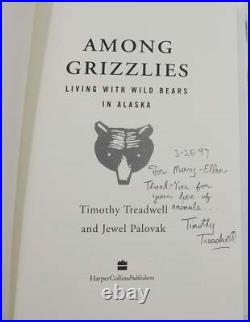 AMONG
GRIZZLIES
LIVING WITH WILD BEARS
IN ALASKA
3-25-97
For Mary-Ellen
Thank-You for
your love of
animals...
Timothy
Treadwell
Timothy Treadwell
and Jewel Palovak
HarperCollinsPublishers